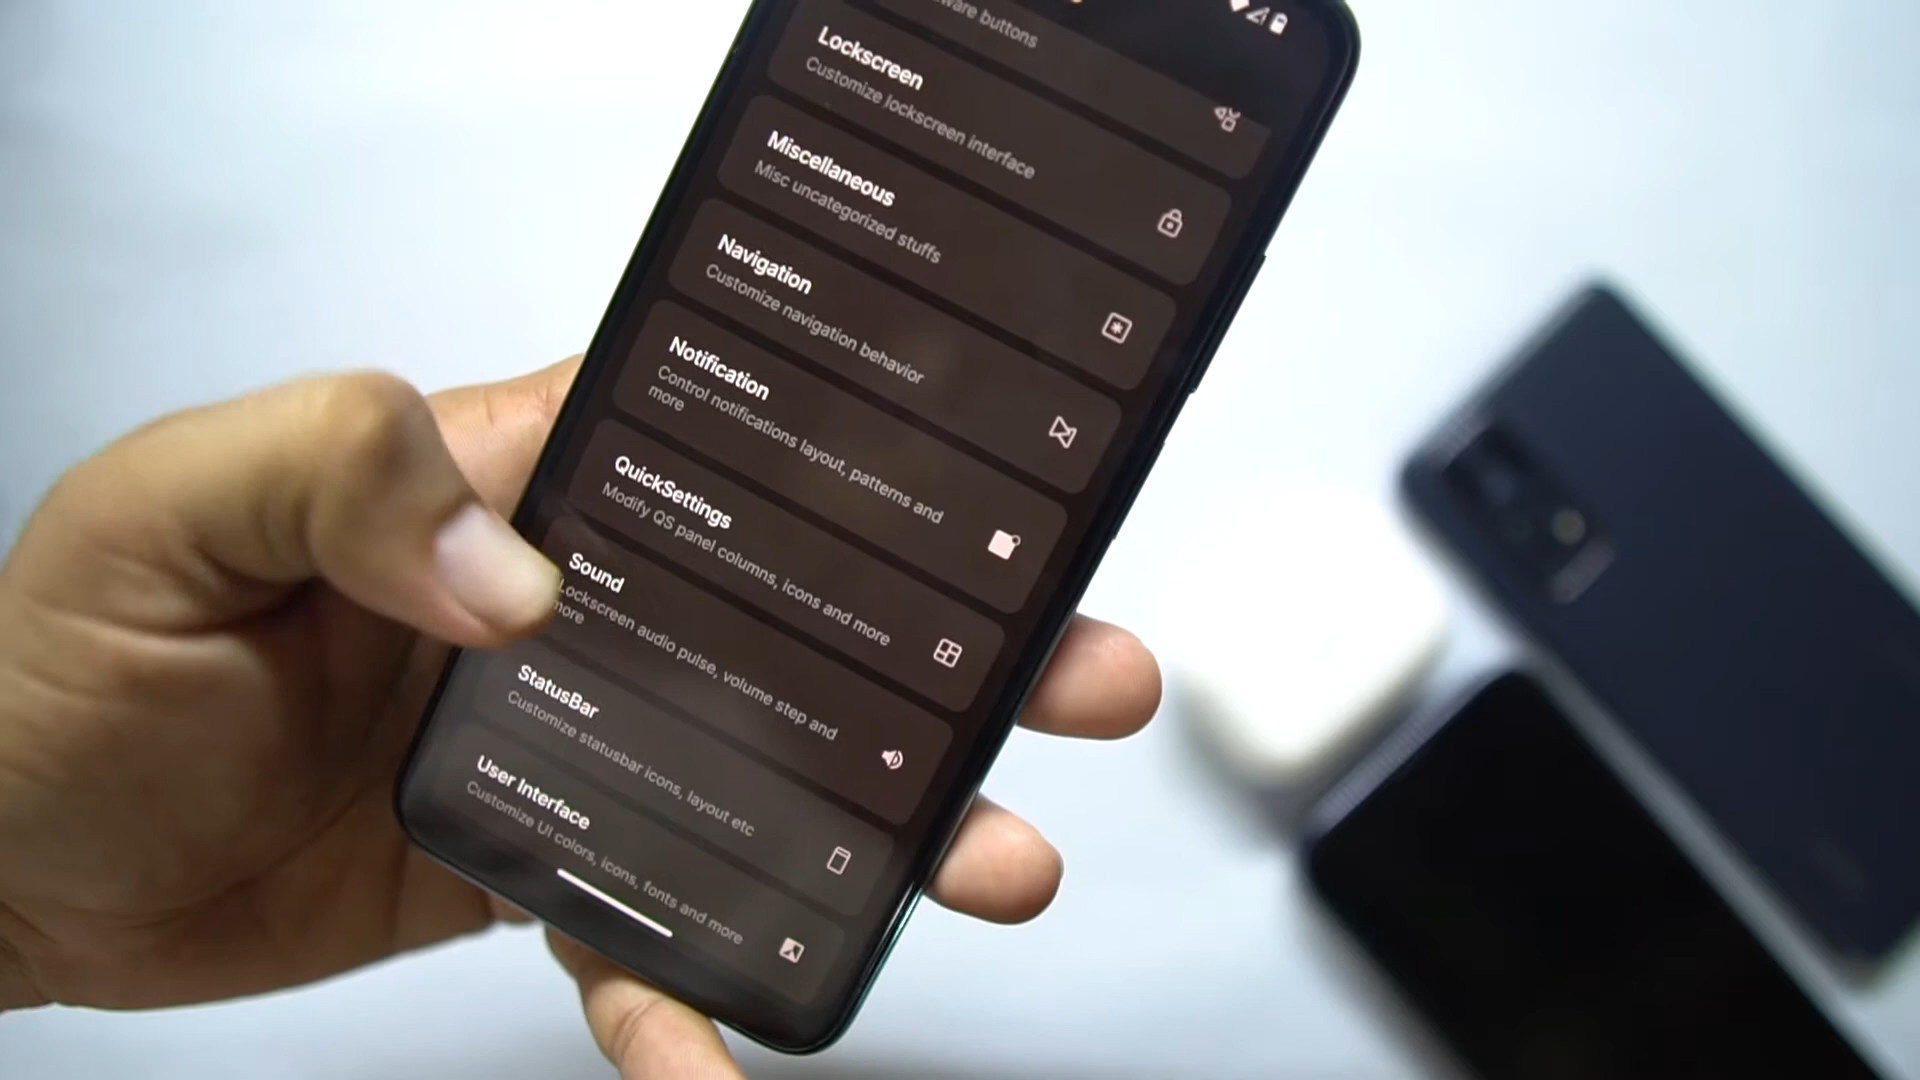 buttons
Lockscreen
Customize lockscreen interface
Miscellaneous
Misc uncategorized stuffs
Navigation
Customize navigation behavior
Notification
Control notifications layout, patterns and
more
QuickSettings
Modify QS panel columns, icons and more
Sound
Lockscreen audio pulse, volume step and
more
StatusBar
Customize statusbar icons, layout etc
User Interface
Customize UI colors, icons, fonts and more